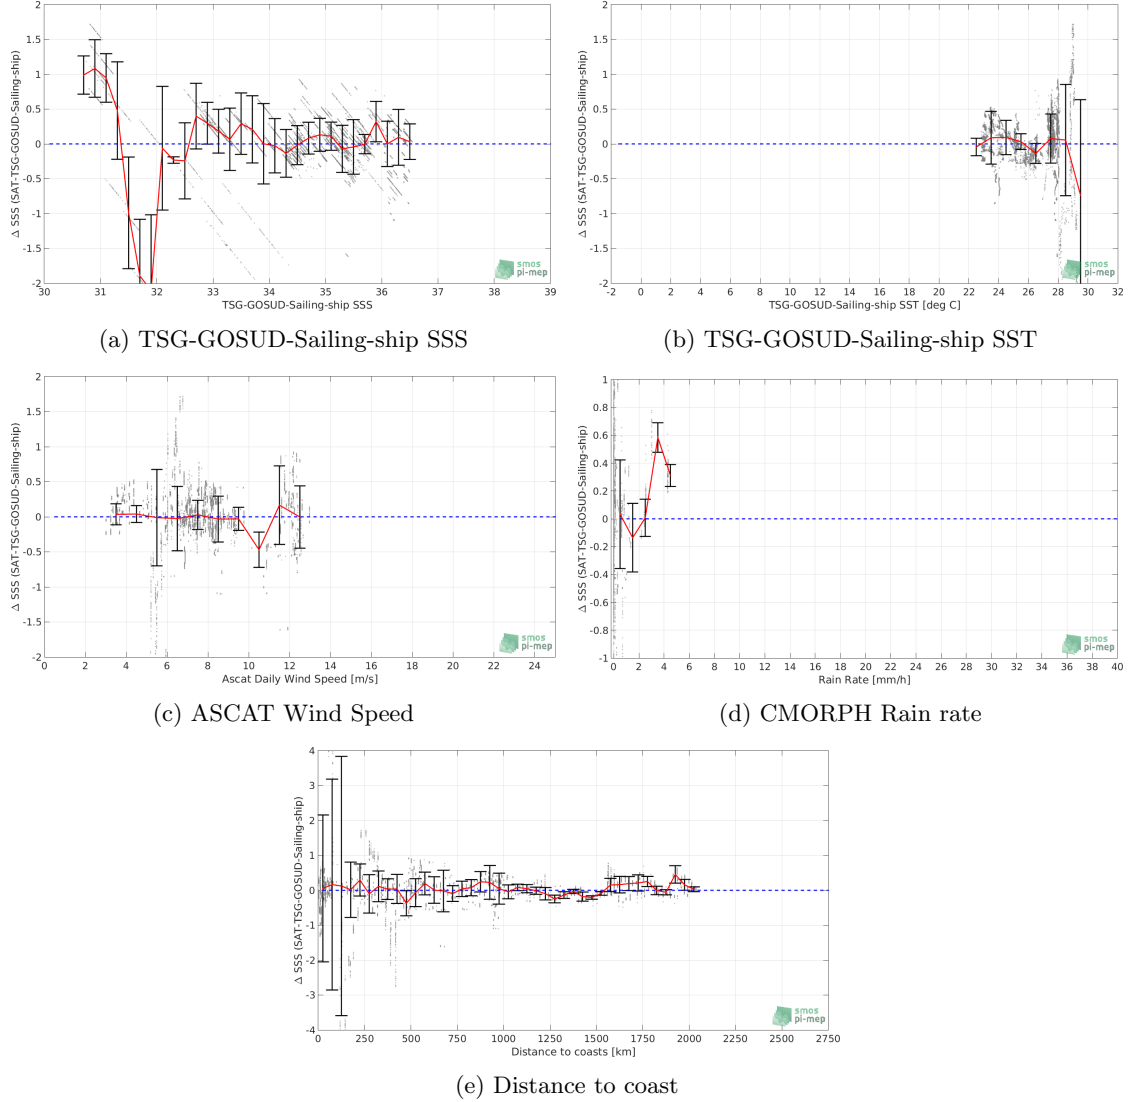 2
1.5
1
0.5
0
-0.5
-1
-1.5
-2
30 31 32 33 34 35 36 37 38 39
Δ SSS (SAT-TSG-GOSUD-Sailing-ship)
TSG-GOSUD-Sailing-ship SSS
smos
pi-mep
(a) TSG-GOSUD-Sailing-ship SSS
2
1.5
1
0.5
0
-0.5
-1
-1.5
-2
-2 0 2 4 6 8 10 12 14 16 18 20 22 24 26 28 30 32
Δ SSS (SAT-TSG-GOSUD-Sailing-ship)
TSG-GOSUD-Sailing-ship SST [deg C]
smos
pi-mep
(b) TSG-GOSUD-Sailing-ship SST
2
1.5
1
0.5
0
-0.5
-1
-1.5
-2
0 2 4 6 8 10 12 14 16 18 20 22 24
Δ SSS (SAT-TSG-GOSUD-Sailing-ship)
Ascat Daily Wind Speed [m/s]
smos
pi-mep
(c) ASCAT Wind Speed
1
0.8
0.6
0.4
0.2
0
-0.2
-0.4
-0.6
-0.8
-1
0 2 4 6 8 10 12 14 16 18 20 22 24 26 28 30 32 34 36 38 40
Δ SSS (SAT-TSG-GOSUD-Sailing-ship)
Rain Rate [mm/h]
smos
pi-mep
(d) CMORPH Rain rate
4
3
2
1
0
-1
-2
-3
-4
0 250 500 750 1000 1250 1500 1750 2000 2250 2500 2750
Δ SSS (SAT-TSG-GOSUD-Sailing-ship)
Distance to coasts [km]
smos
pi-mep
(e) Distance to coast